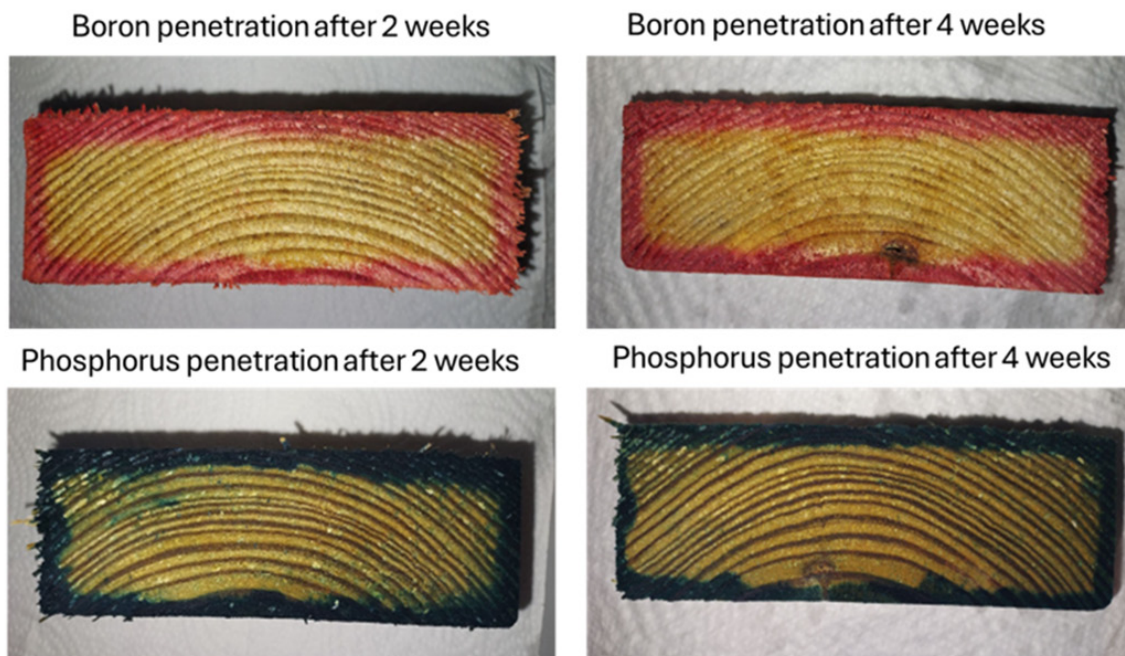 Boron penetration after 2 weeks
Boron penetration after 4 weeks
Phosphorus penetration after 2 weeks
Phosphorus penetration after 4 weeks